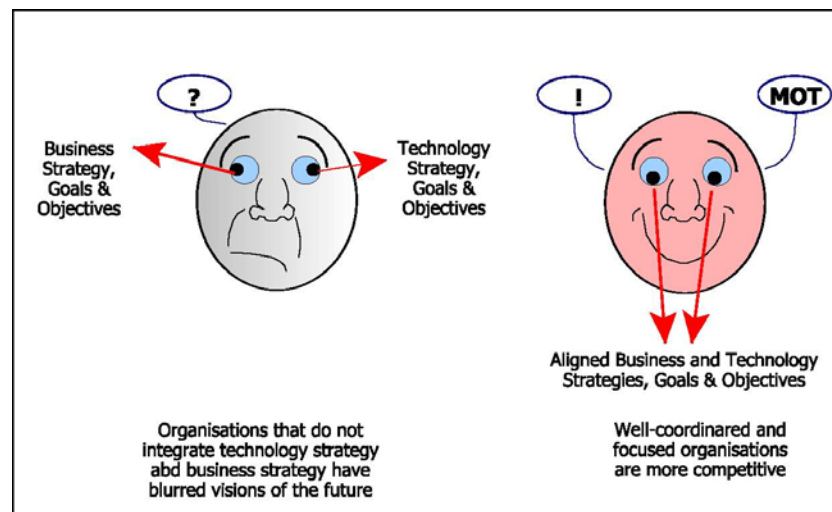 ?
Business
Strategy,
Goals &
Objectives
Technology
Strategy,
Goals &
Objectives
Organisations that do not
integrate technology strategy
abd business strategy have
blurred visions of the future
!
MOT
Aligned Business and Technology
Strategies, Goals & Objectives
Well-coordinared and
focused organisations
are more competitive